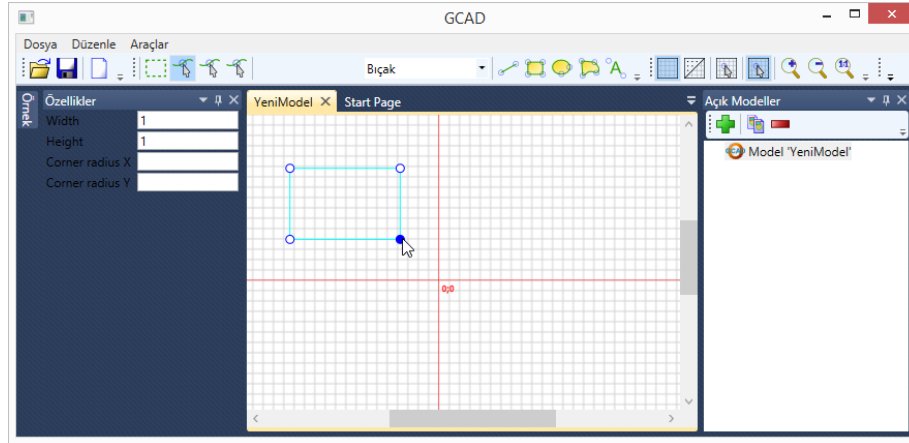 GCAD
Dosya Düzenle Araçlar
Bıçak
Örnek
Özellikler
Width 1
Height 1
Corner radius X
Corner radius Y
YeniModel Start Page
0;0
Açık Modeller
Model 'YeniModel'